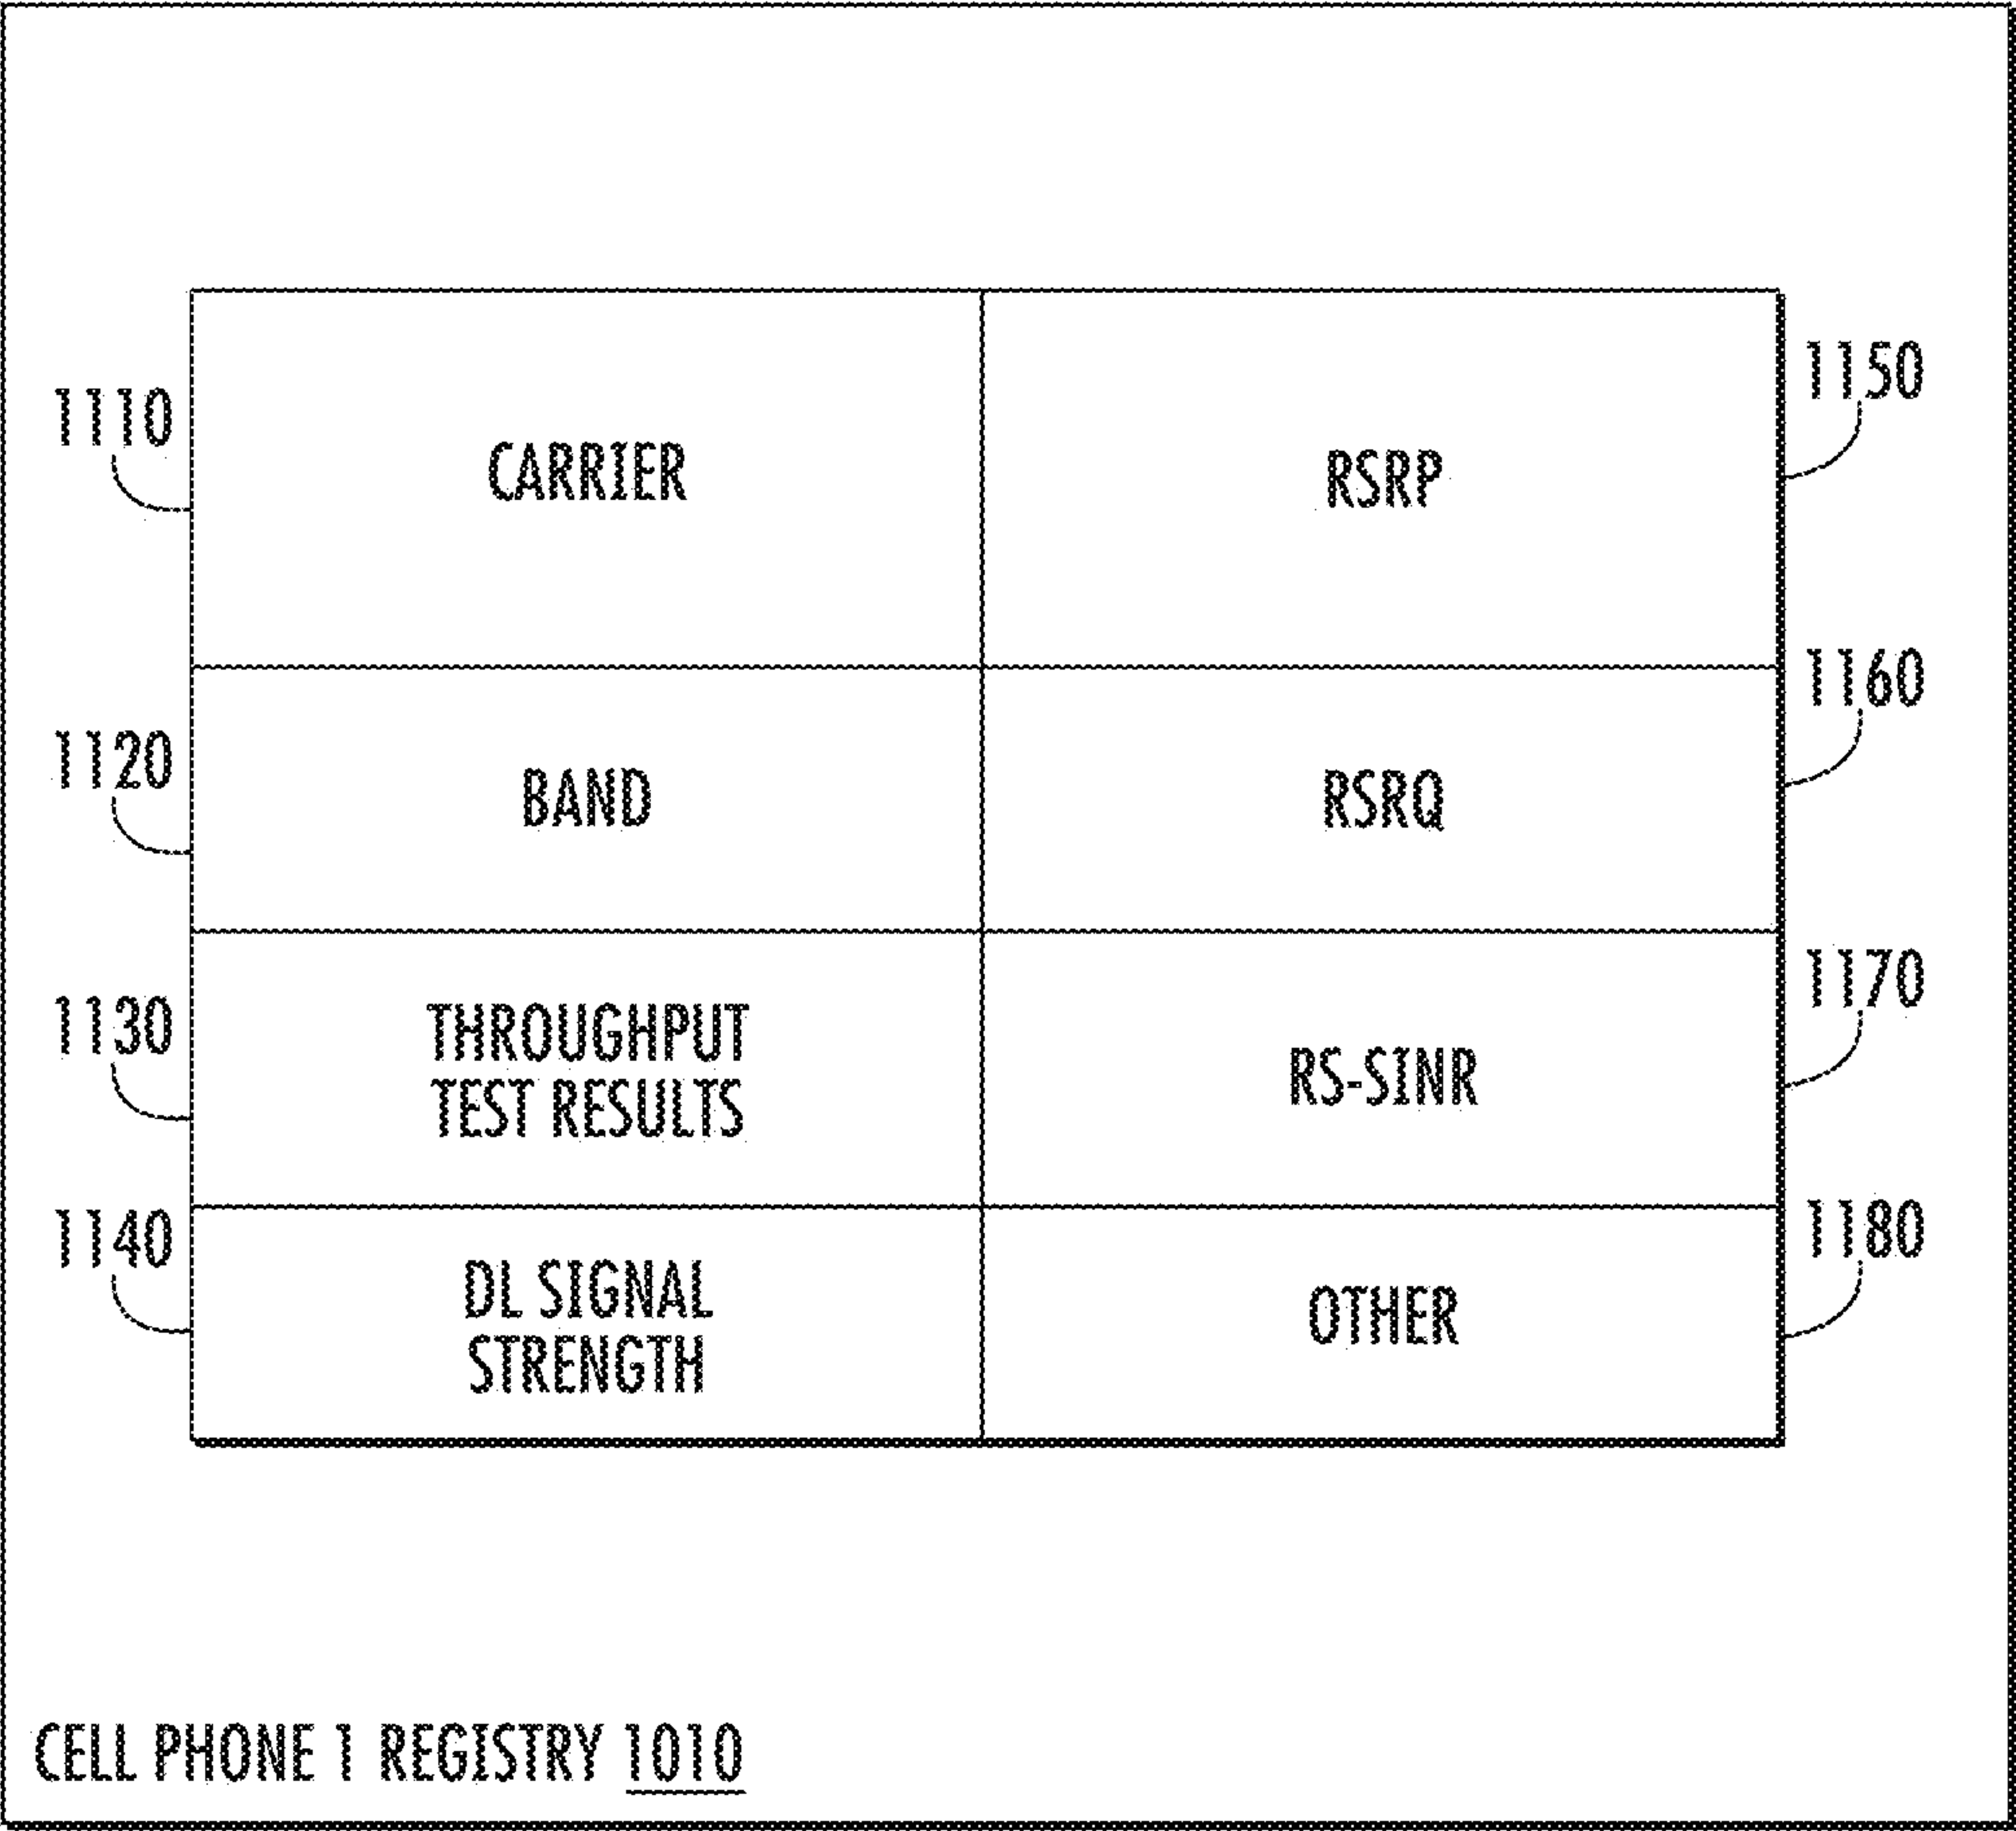 1110
CARRIER
RSRP
1150
1120
BAND
RSRQ
1160
1130
THROUGHPUT
TEST RESULTS
RS-SINR
1170
1140
DL SIGNAL
STRENGTH
OTHER
1180
CELL PHONE 1 REGISTRY 1010